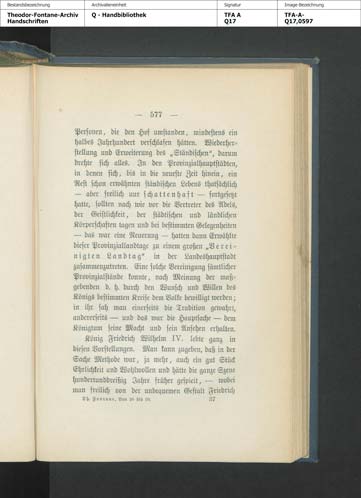 Bestandsbezeichnung
Theodor-Fontane-Archiv
Handschriften
Archivalieneinheit
Q - Handbibliothek
Signatur
TFA A
Q17
Image Bezeichnung
TFA-A-
Q17,0597
— 577 —
Personen, die den Hof umstanden, mindestens ein
halbes Jahrhundert verschlafen hätten. Wiederher-
stellung und Erweiterung des „Ständischen“, darum
drehte sich alles. In den Provinzialhauptstädten,
in denen sich, bis in die neueste Zeit hinein, ein
Rest schon erwähnten ständischen Lebens thatsächlich
— aber freilich nur schattenhaft — fortgesetzt
hatte, sollten nach wie vor die Vertreter des Adels,
der Geistlichkeit, der städtischen und ländlichen
Körperschaften tagen und bei bestimmten Gelegenheiten
— das war eine Neuerung — hatten dann Erwählte
dieser Provinziallandtage zu einem großen „Verei-
nigten Landtag“ in der Landeshauptstadt
zusammenzutreten. Eine solche Vereinigung sämtlicher
Provinzialstände konnte, nach Meinung der maß-
gebenden d. h. durch den Wunsch und Willen des
Königs bestimmten Kreise dem Volke bewilligt werden;
in ihr sah man einerseits die Tradition gewahrt,
andererseits — und das war die Hauptsache — dem
Königtum seine Macht und sein Ansehen erhalten.
König Friedrich Wilhelm IV. lebte ganz in
diesen Vorstellungen. Man kann zugeben, daß in der
Sache Methode war, ja mehr, auch ein gut Stück
Ehrlichkeit und Wohlwollen und hätte die ganze Szene
hundertunddreißig Jahre früher gespielt, — wobei
man freilich von der unbequemen Gestalt Friedrich
Th. Fontane, Von 20 bis 30. 37